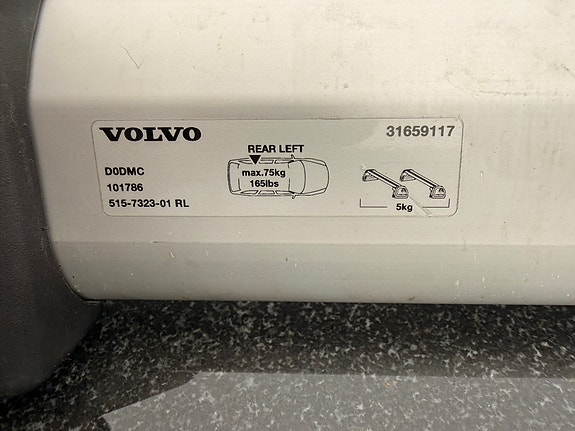 VOLVO
31659117
REAR LEFT
D0DMC
max.75kg
101786
165lbs
515-7323-01 RL
5kg